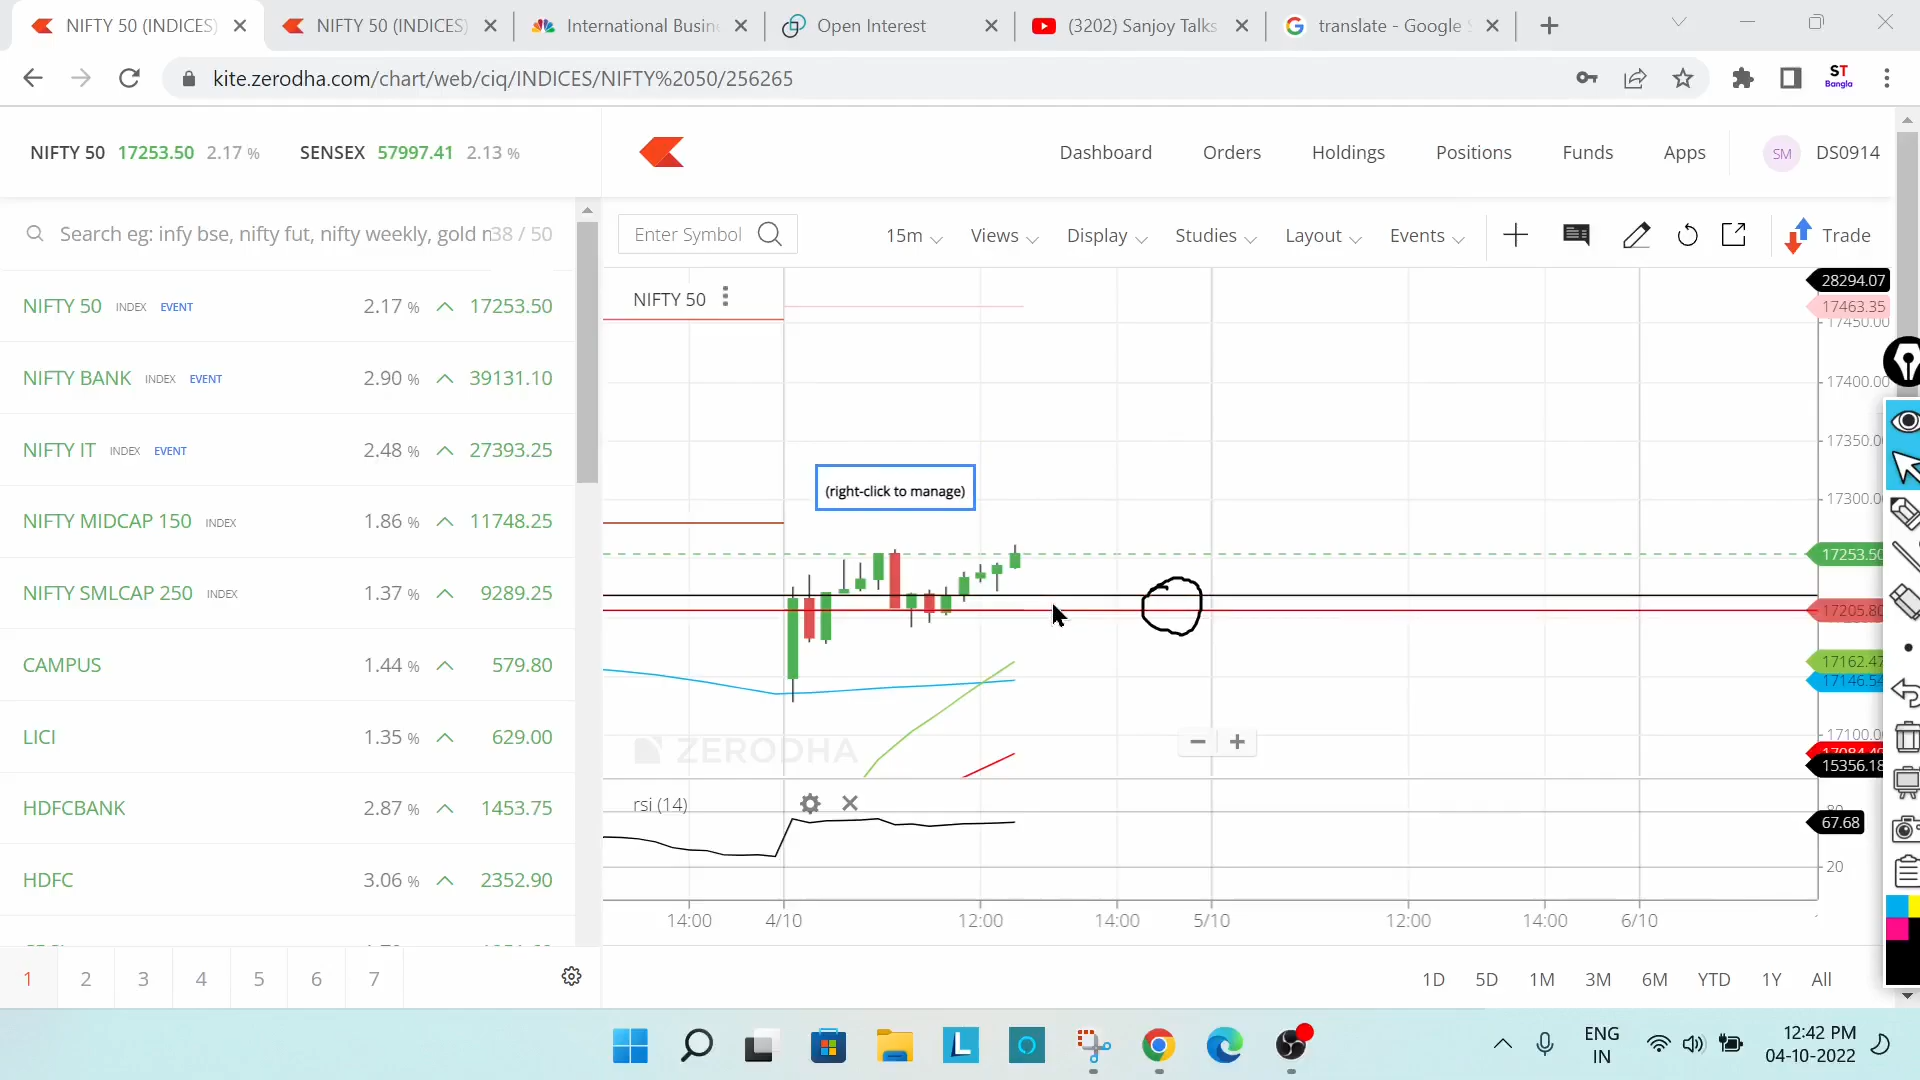 NIFTY 50 (INDICES)
NIFTY 50 (INDICES)
International Busin
Open Interest
(3202) Sanjoy Talks
translate - Google
kite.zerodha.com/chart/web/ciq/INDICES/NIFTY%2050/256265
ST
Bangla
NIFTY 50 17253.50 2.17 %
SENSEX 57997.41 2.13 %
Dashboard
Orders
Holdings
Positions
Funds
Apps
SM
DS0914
Search eg: infy bse, nifty fut, nifty weekly, gold
38 / 50
Enter Symbol
15m
Views
Display
Studies
Layout
Events
Trade
NIFTY 50 INDEX EVENT 2.17 % 17253.50
NIFTY BANK INDEX EVENT 2.90 % 39131.10
NIFTY IT INDEX EVENT 2.48 % 27393.25
NIFTY MIDCAP 150 INDEX 1.86 % 11748.25
NIFTY SMLCAP 250 INDEX 1.37 % 9289.25
CAMPUS 1.44 % 579.80
LICI 1.35 % 629.00
HDFCBANK 2.87 % 1453.75
HDFC 3.06 % 2352.90
1 2 3 4 5 6 7
NIFTY 50
(right-click to manage)
ZERODHA
28294.07
17463.35
17450.00
17400.00
17350.0
17300.0
17253.50
17205.80
17162.47
17146.54
17100.0
15356.18
rsi (14)
80
67.68
20
14:00 4/10 12:00 14:00 5/10 12:00 14:00 6/10
1D 5D 1M 3M 6M YTD 1Y All
ENG
IN
12:42 PM
04-10-2022